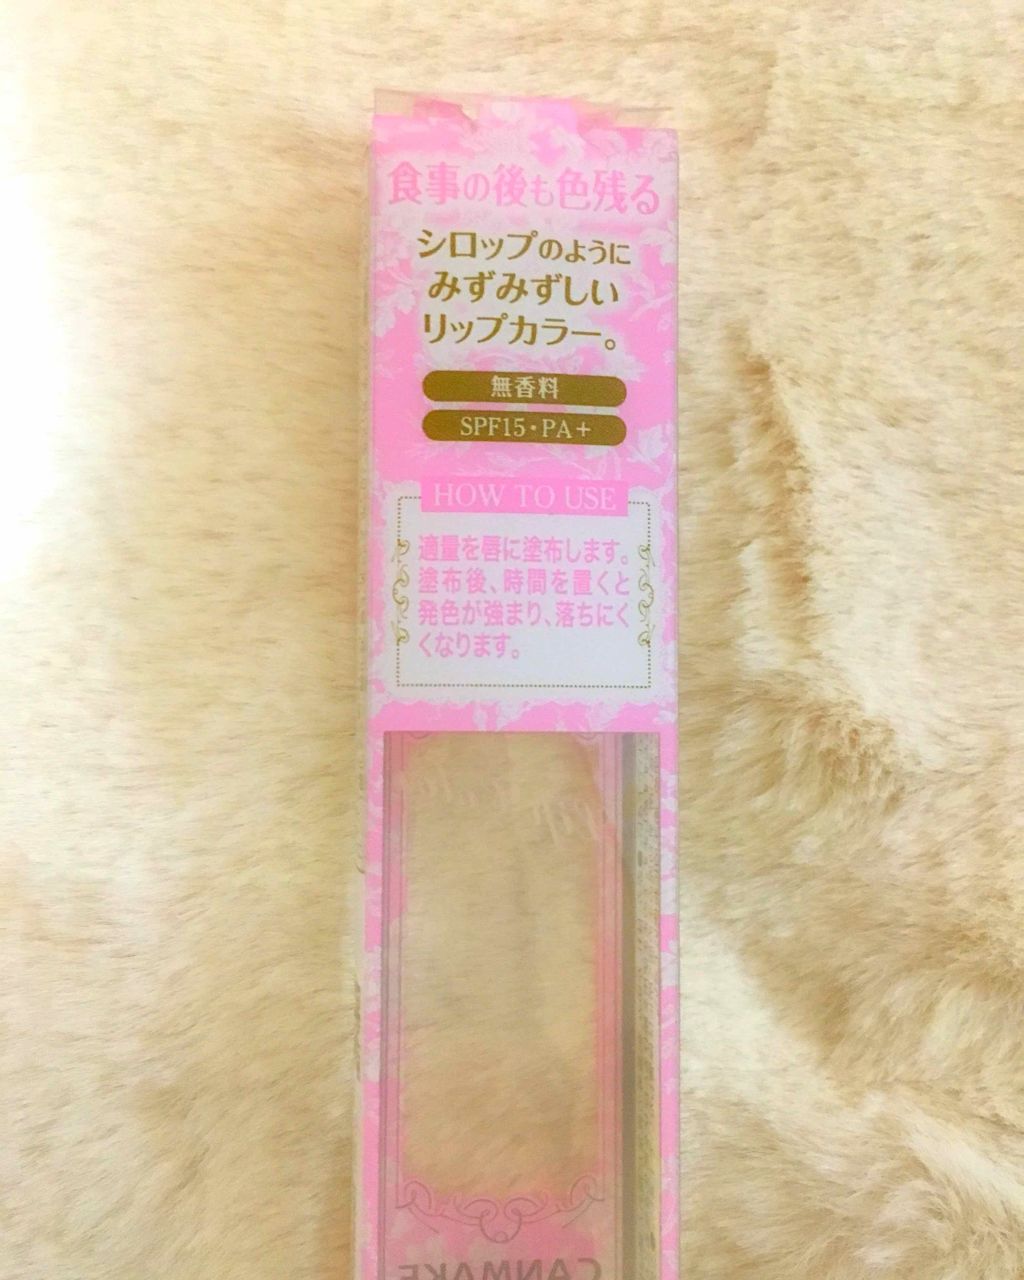 食事の後も色残る
シロップのように
みずみずしい
リップカラー。
無香料
SPF15・PA+
HOW TO USE
適量を唇に塗布します。
塗布後、時間を置くと
発色が強まり、落ちにく
くなります。
CANMAKE